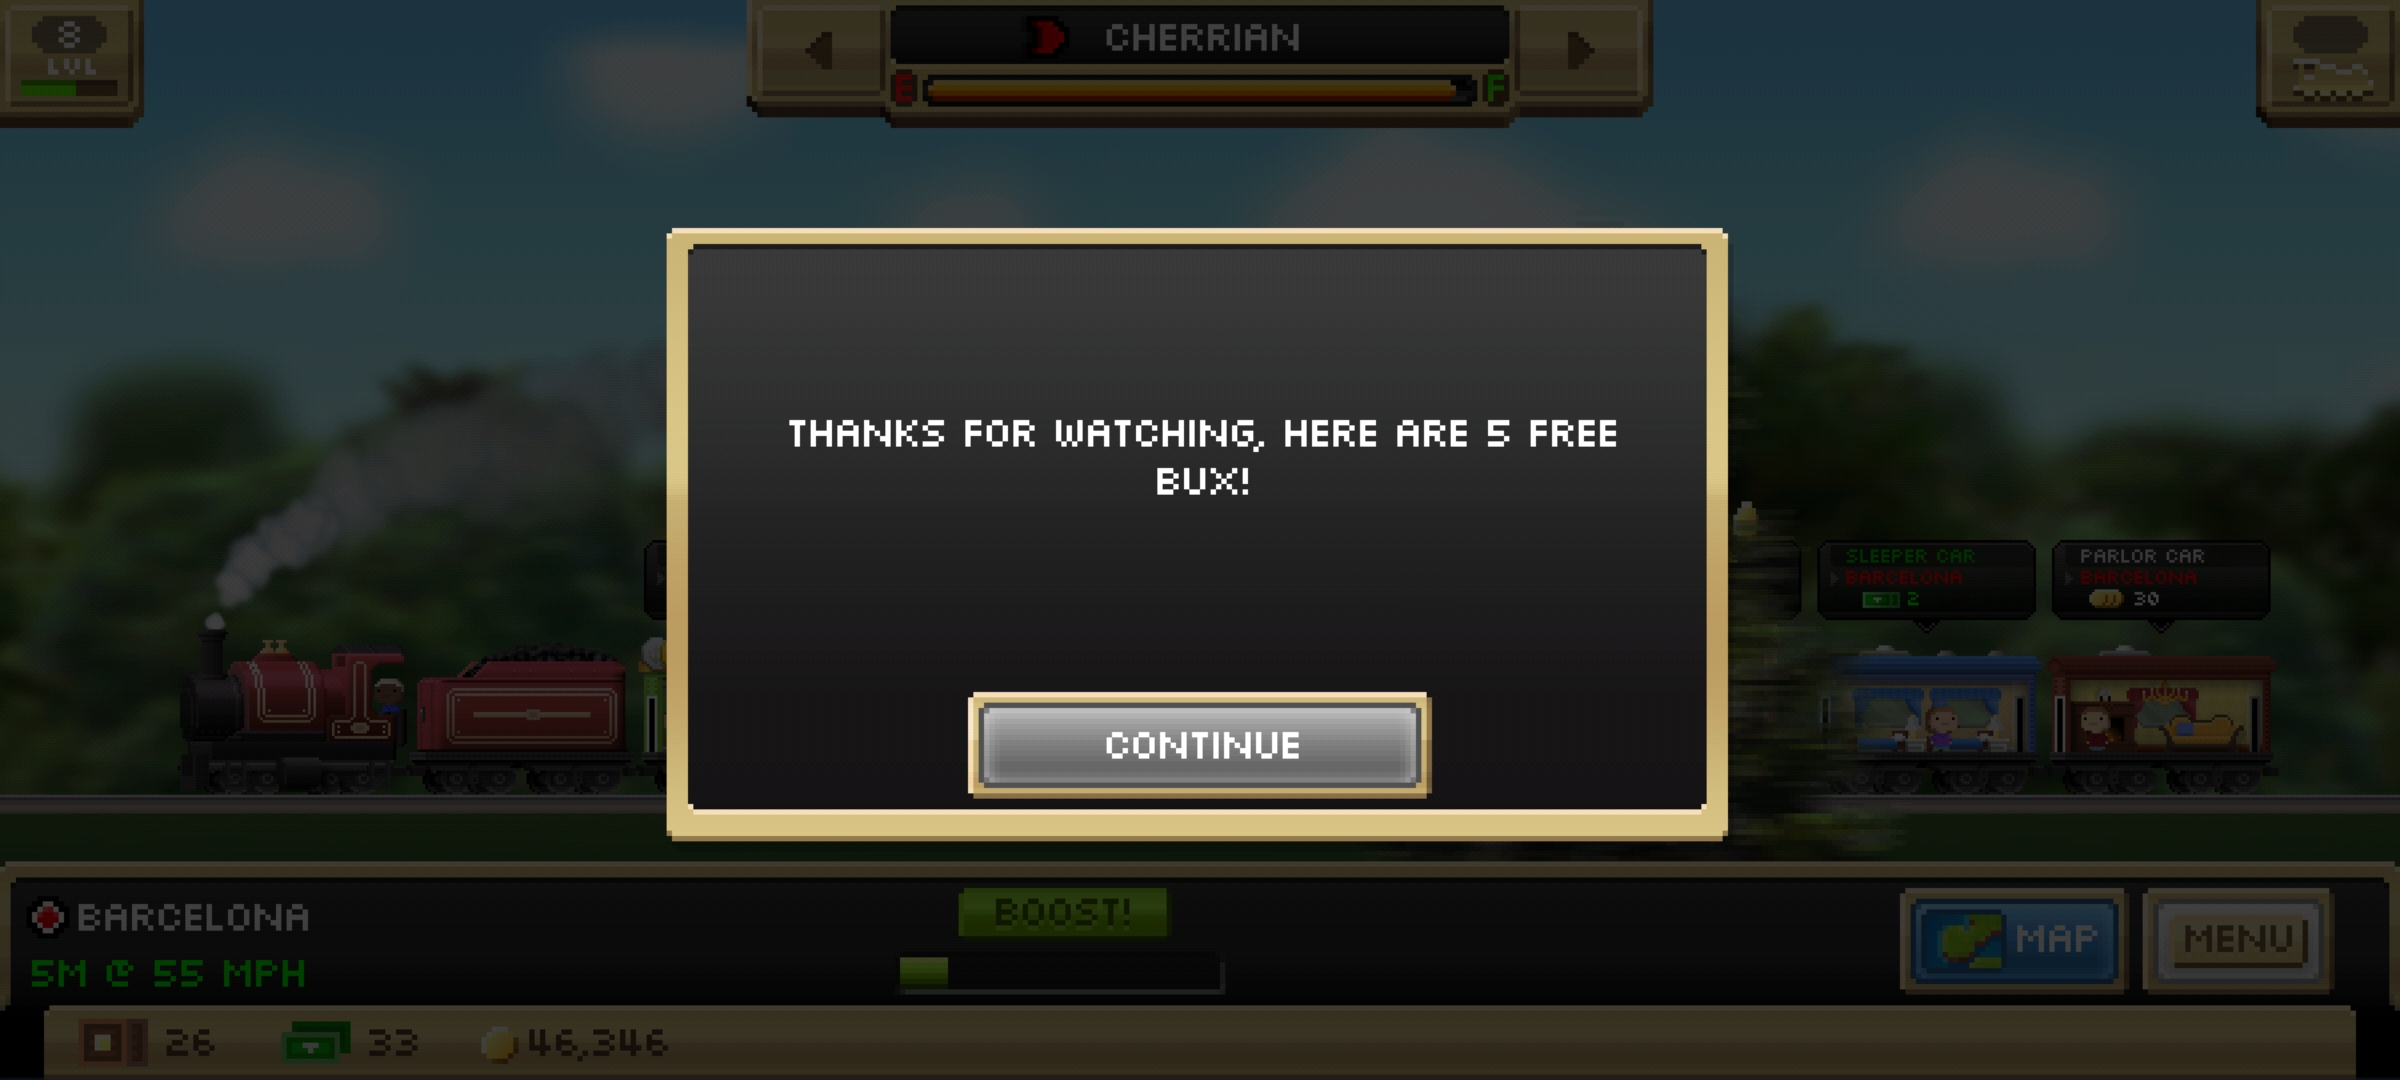 8
LVL
CHERRIAN
E
F
THANKS FOR WATCHING, HERE ARE 5 FREE
BUX!
CONTINUE
SLEEPER CAR
BARCELONA
2
PARLOR CAR
BARCELONA
30
BARCELONA
5M @ 55 MPH
BOOST!
MAP
MENU
26
33
46,346